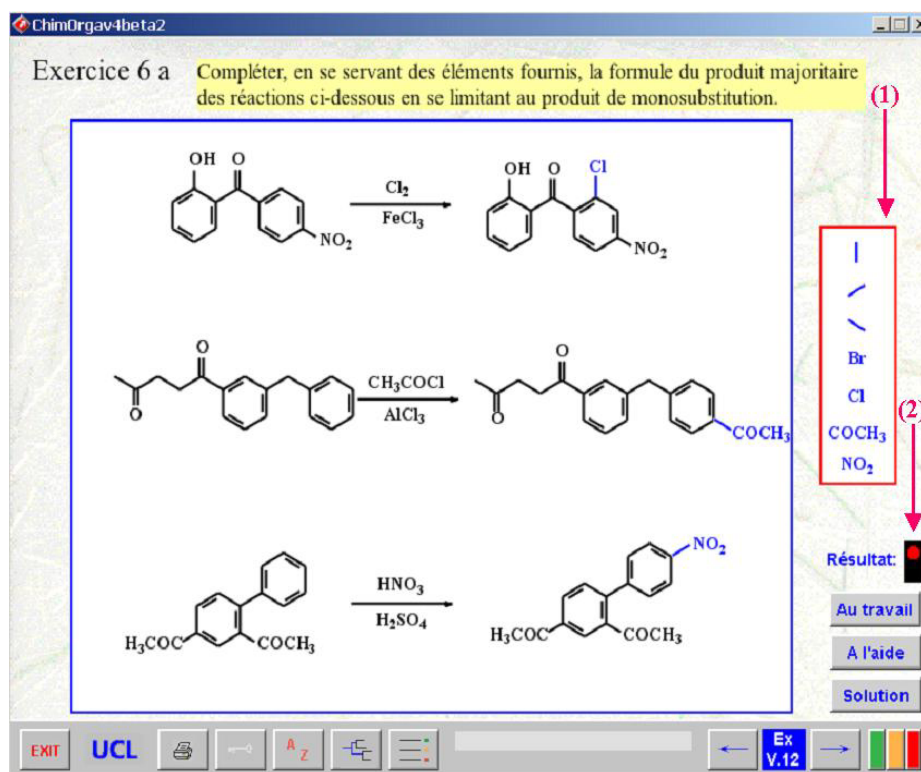 ChimOrgav4beta2
Exercice 6 a
Compléter, en se servant des éléments fournis, la formule du produit majoritaire
des réactions ci-dessous en se limitant au produit de monosubstitution.
(1)
OH O
Cl₂
FeCl₃
NO₂
OH O Cl
NO₂
O
O
CH₃COCl
AlCl₃
O
O
COCH₃
Br
Cl
COCH₃
NO₂
(2)
H₃COC
COCH₃
HNO₃
H₂SO₄
NO₂
H₃COC
COCH₃
Résultat:
Au travail
A l'aide
Solution
EXIT
UCL
A
Z
C
C
Ex
V.12